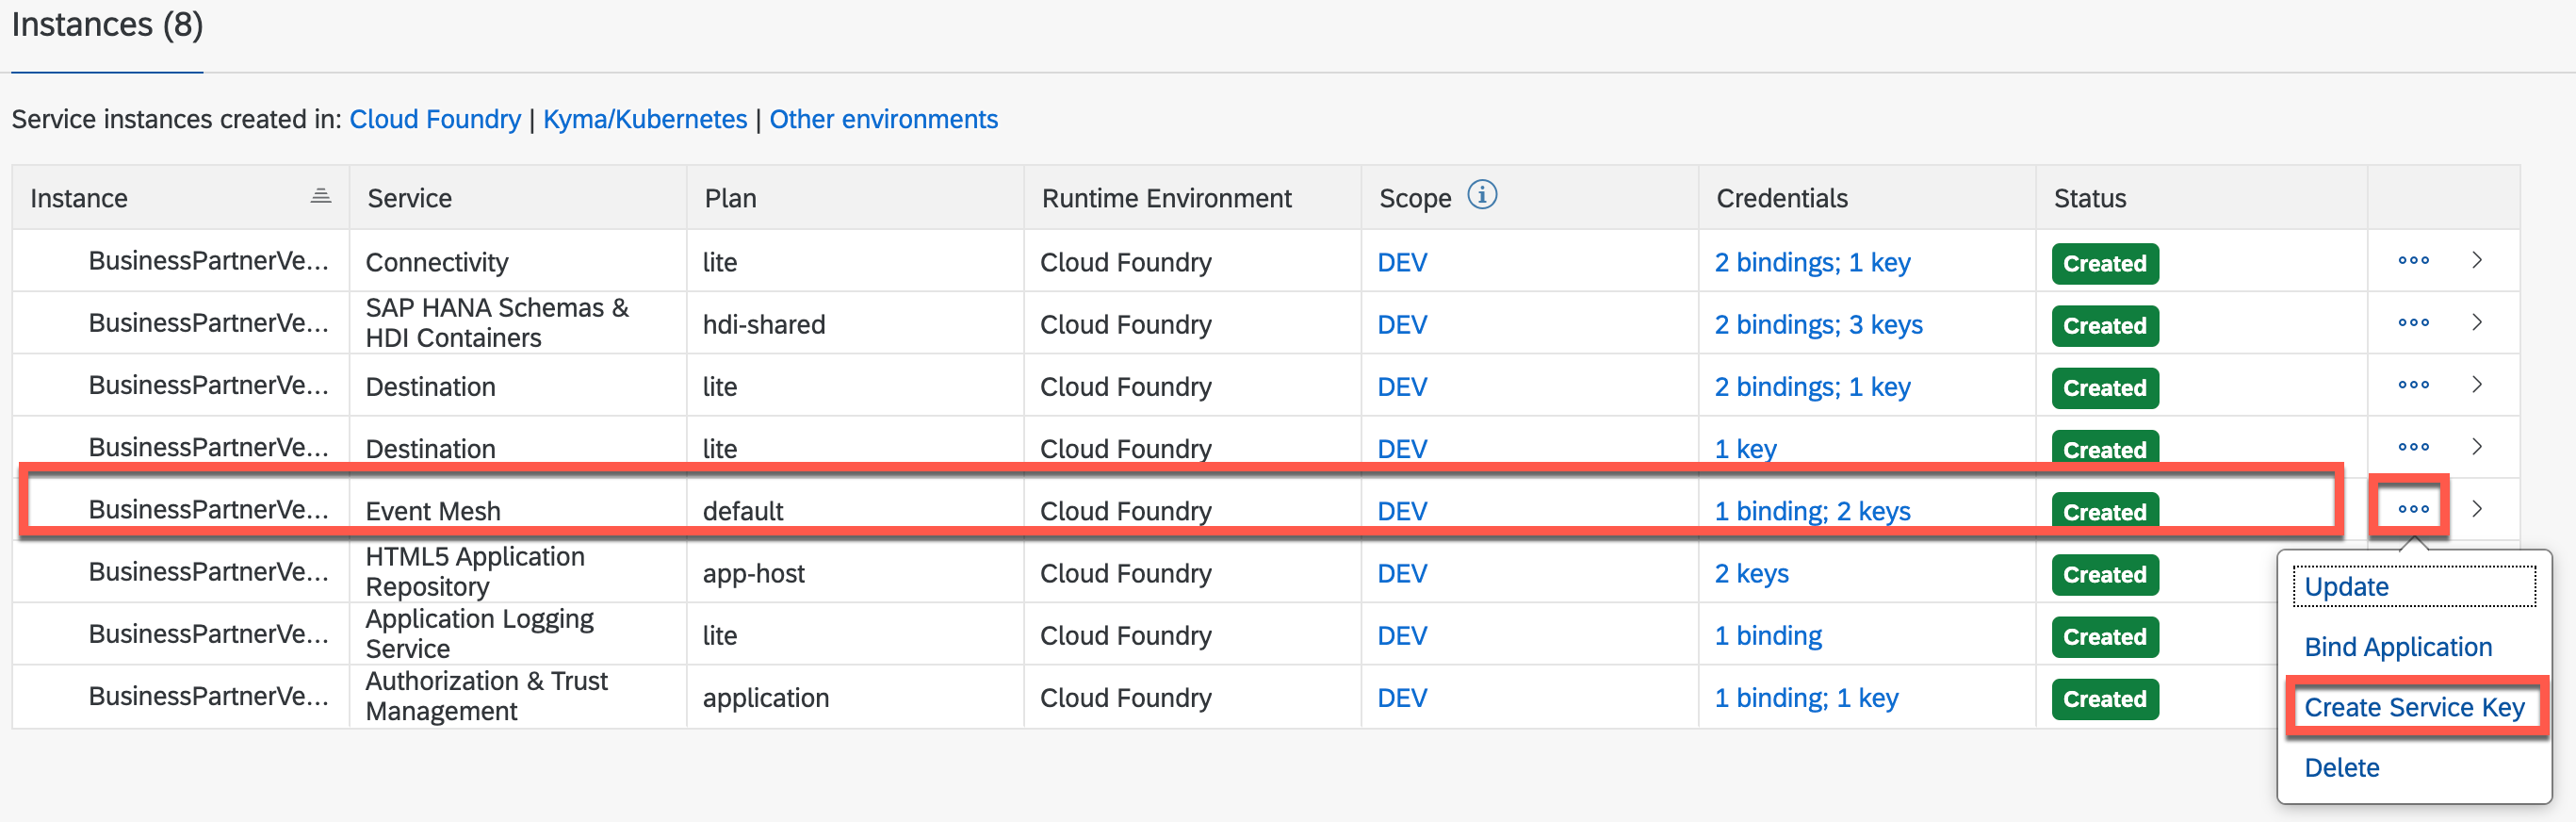 Instances (8)
Service instances created in: Cloud Foundry | Kyma/Kubernetes | Other environments
Instance Service Plan Runtime Environment Scope Credentials Status
BusinessPartnerVe... Connectivity lite Cloud Foundry DEV 2 bindings; 1 key Created
BusinessPartnerVe... SAP HANA Schemas & HDI Containers hdi-shared Cloud Foundry DEV 2 bindings; 3 keys Created
BusinessPartnerVe... Destination lite Cloud Foundry DEV 2 bindings; 1 key Created
BusinessPartnerVe... Destination lite Cloud Foundry DEV 1 key Created
BusinessPartnerVe... Event Mesh default Cloud Foundry DEV 1 binding; 2 keys Created
BusinessPartnerVe... HTML5 Application Repository app-host Cloud Foundry DEV 2 keys Created
BusinessPartnerVe... Application Logging Service lite Cloud Foundry DEV 1 binding Created
BusinessPartnerVe... Authorization & Trust Management application Cloud Foundry DEV 1 binding; 1 key Created
Update
Bind Application
Create Service Key
Delete